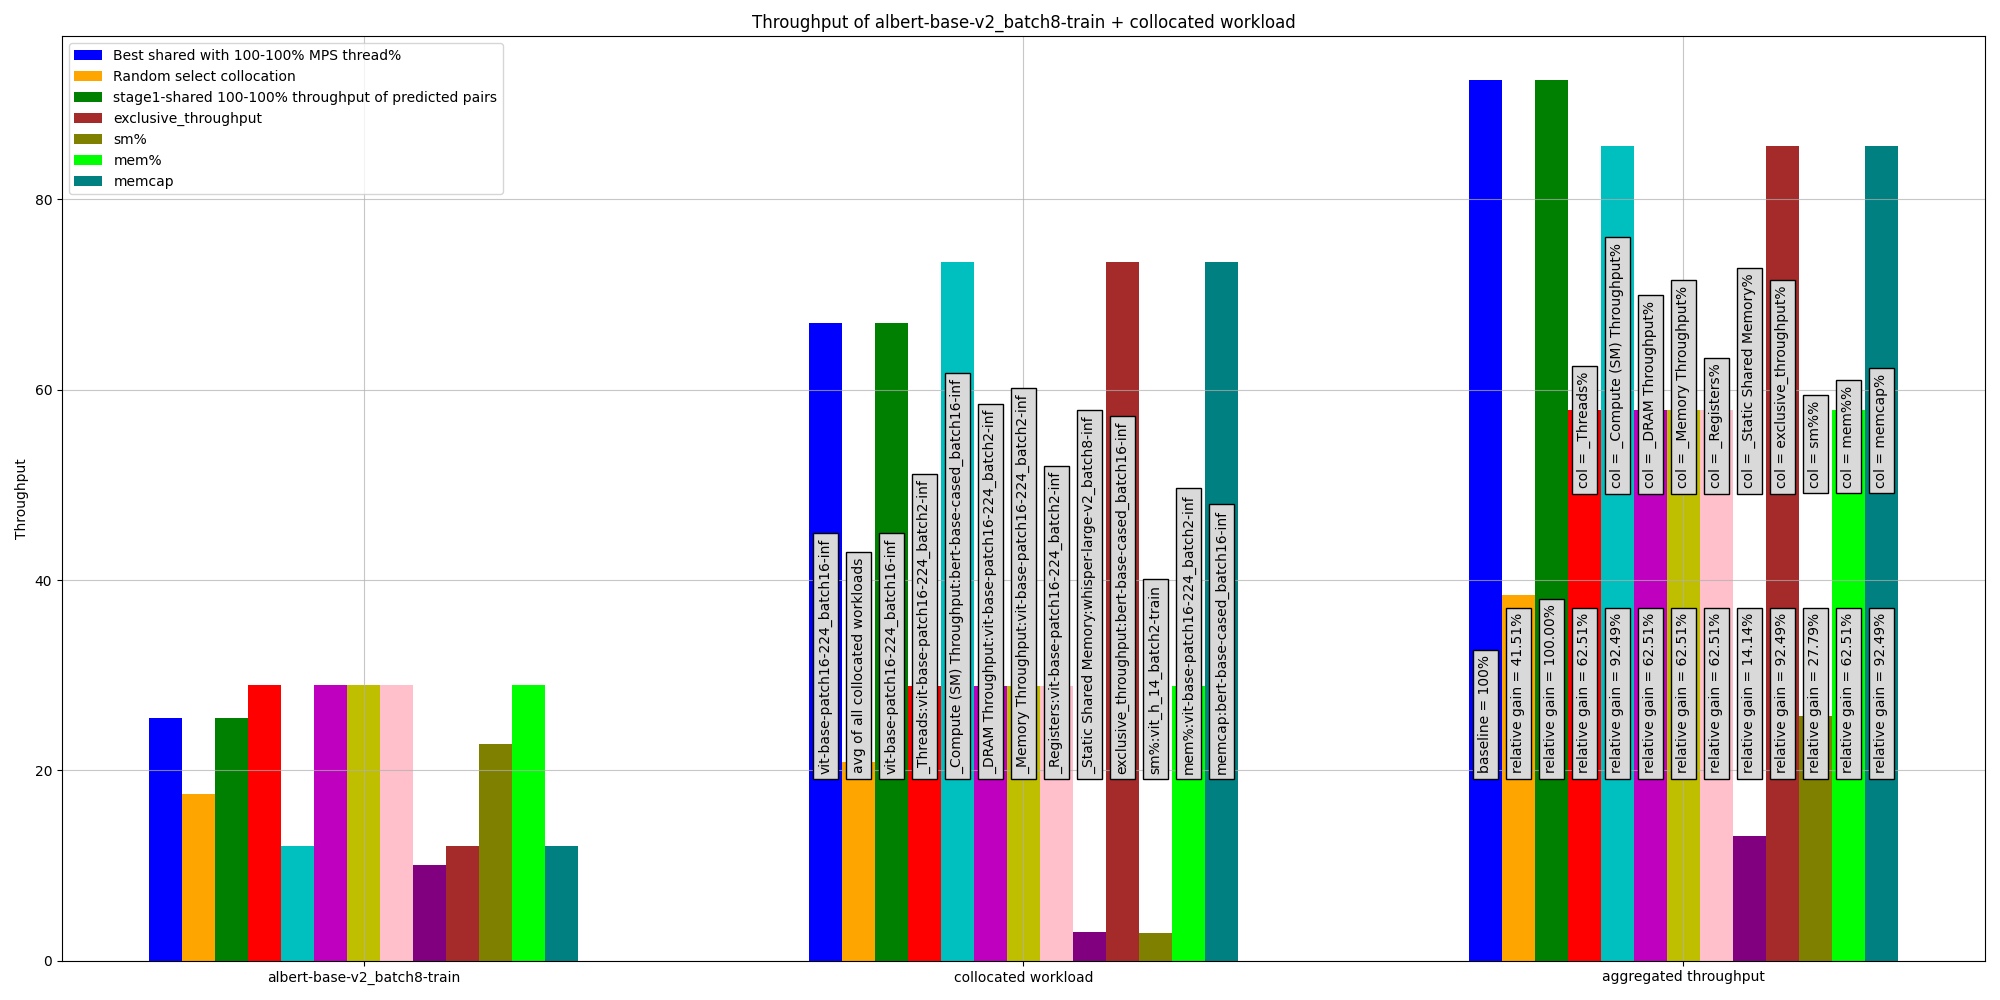 Throughput of albert-base-v2_batch8-train + collocated workload
Best shared with 100-100% MPS thread%
Random select collocation
stage1-shared 100-100% throughput of predicted pairs
exclusive_throughput
sm%
mem%
memcap
Throughput
80
60
40
20
0
vit-base-patch16-224_batch16-inf
avg of all collocated workloads
vit-base-patch16-224_batch16-inf
_Threads:vit-base-patch16-224_batch2-inf
_Compute (SM) Throughput:bert-base-cased_batch16-inf
_DRAM Throughput:vit-base-patch16-224_batch2-inf
_Memory Throughput:vit-base-patch16-224_batch2-inf
_Registers:vit-base-patch16-224_batch2-inf
_Static Shared Memory:whisper-large-v2_batch8-inf
exclusive_throughput:bert-base-cased_batch16-inf
sm%:vit_h_14_batch2-train
mem%:vit-base-patch16-224_batch2-inf
memcap:bert-base-cased_batch16-inf
col = _Threads%
col = _Compute (SM) Throughput%
col = _DRAM Throughput%
col = _Memory Throughput%
col = _Registers%
col = _Static Shared Memory%
col = exclusive_throughput%
col = sm%%
col = mem%%
col = memcap%
baseline = 100%
relative gain = 41.51%
relative gain = 100.00%
relative gain = 62.51%
relative gain = 92.49%
relative gain = 62.51%
relative gain = 62.51%
relative gain = 62.51%
relative gain = 14.14%
relative gain = 92.49%
relative gain = 27.79%
relative gain = 62.51%
relative gain = 92.49%
albert-base-v2_batch8-train
collocated workload
aggregated throughput